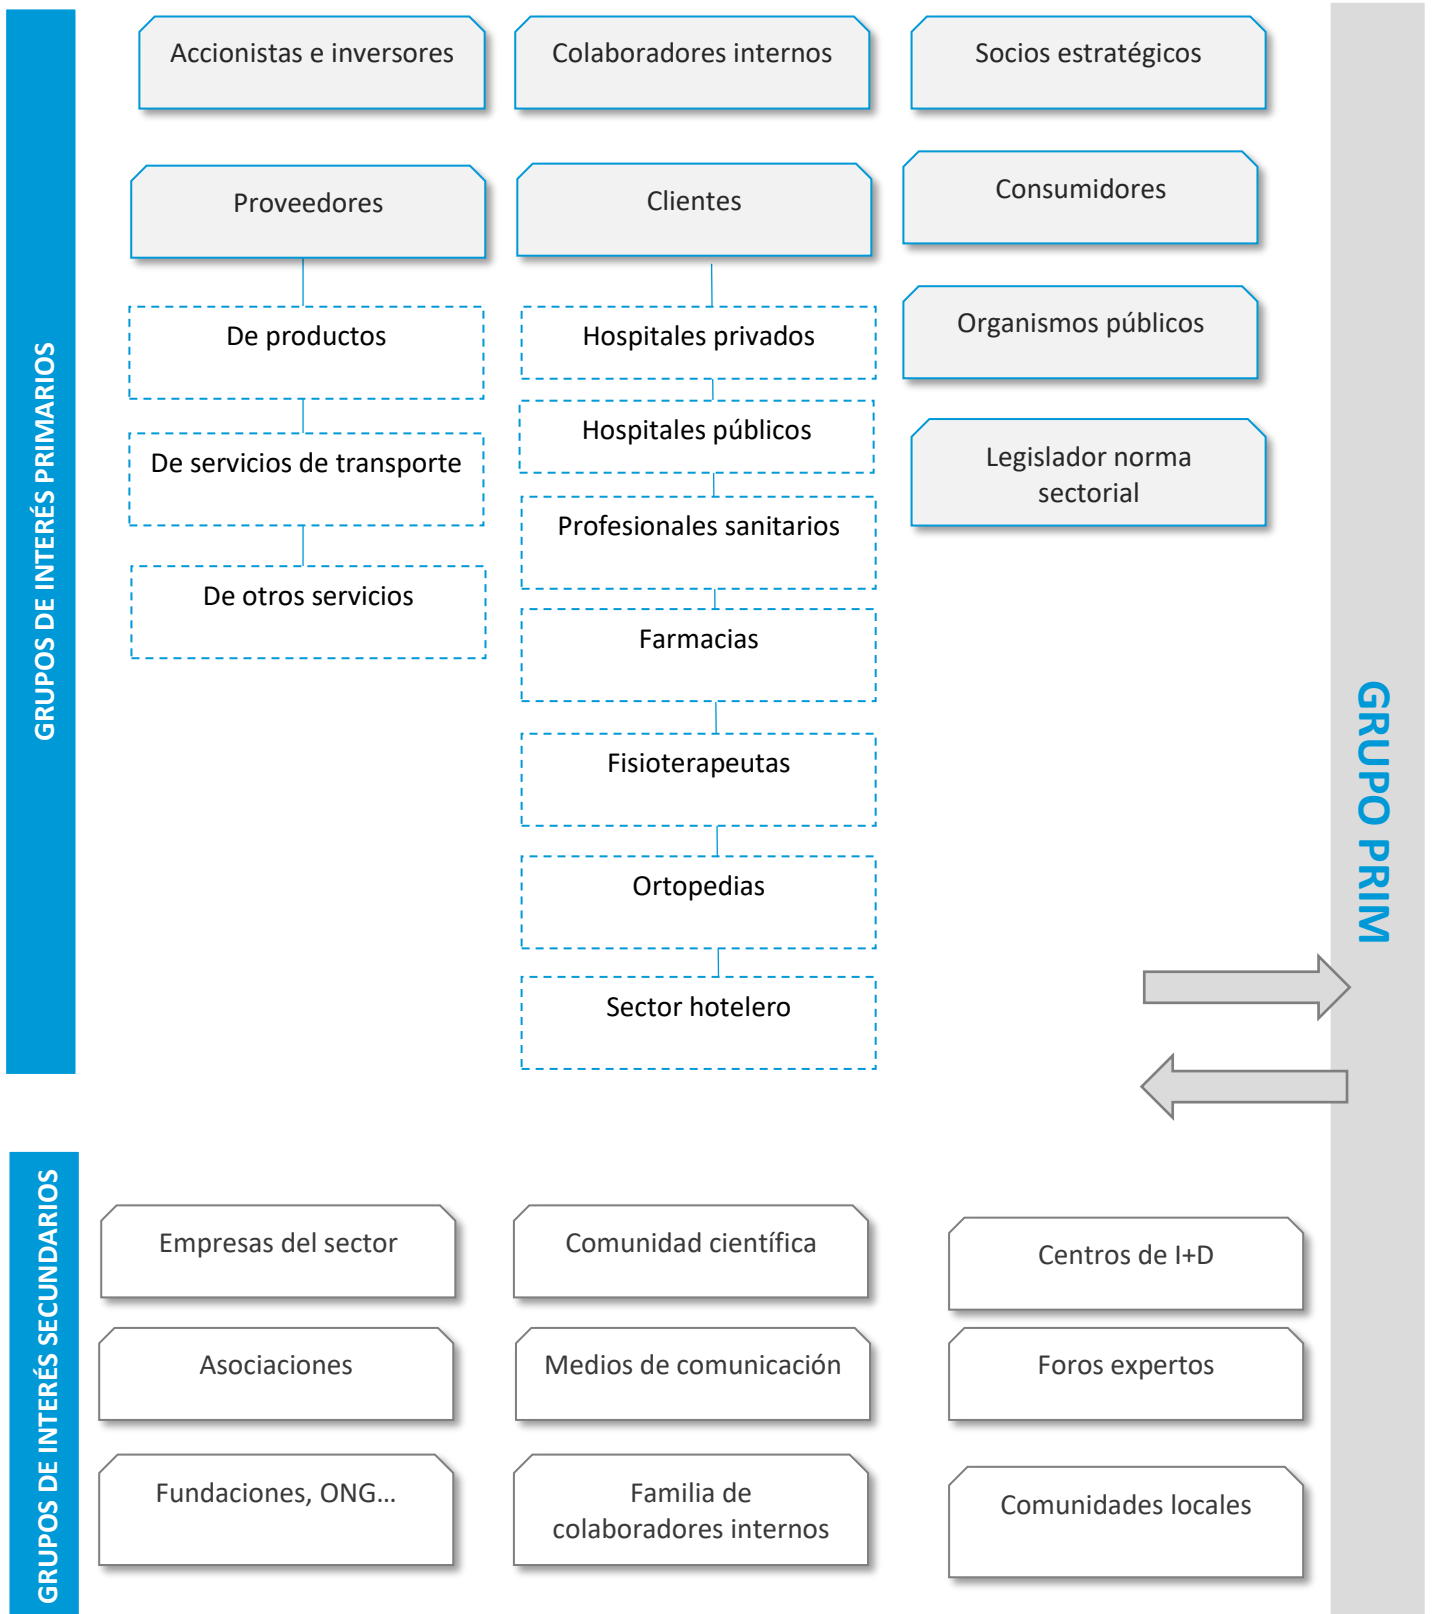 GRUPOS DE INTERÉS PRIMARIOS
Accionistas e inversores
Colaboradores internos
Socios estratégicos
Proveedores
Clientes
Consumidores
De productos
De servicios de transporte
De otros servicios
Hospitales privados
Hospitales públicos
Profesionales sanitarios
Farmacias
Fisioterapeutas
Ortopedias
Sector hotelero
Organismos públicos
Legislador norma
sectorial
GRUPO PRIM
GRUPOS DE INTERÉS SECUNDARIOS
Empresas del sector
Comunidad científica
Centros de I+D
Asociaciones
Medios de comunicación
Foros expertos
Fundaciones, ONG...
Familia de
colaboradores internos
Comunidades locales